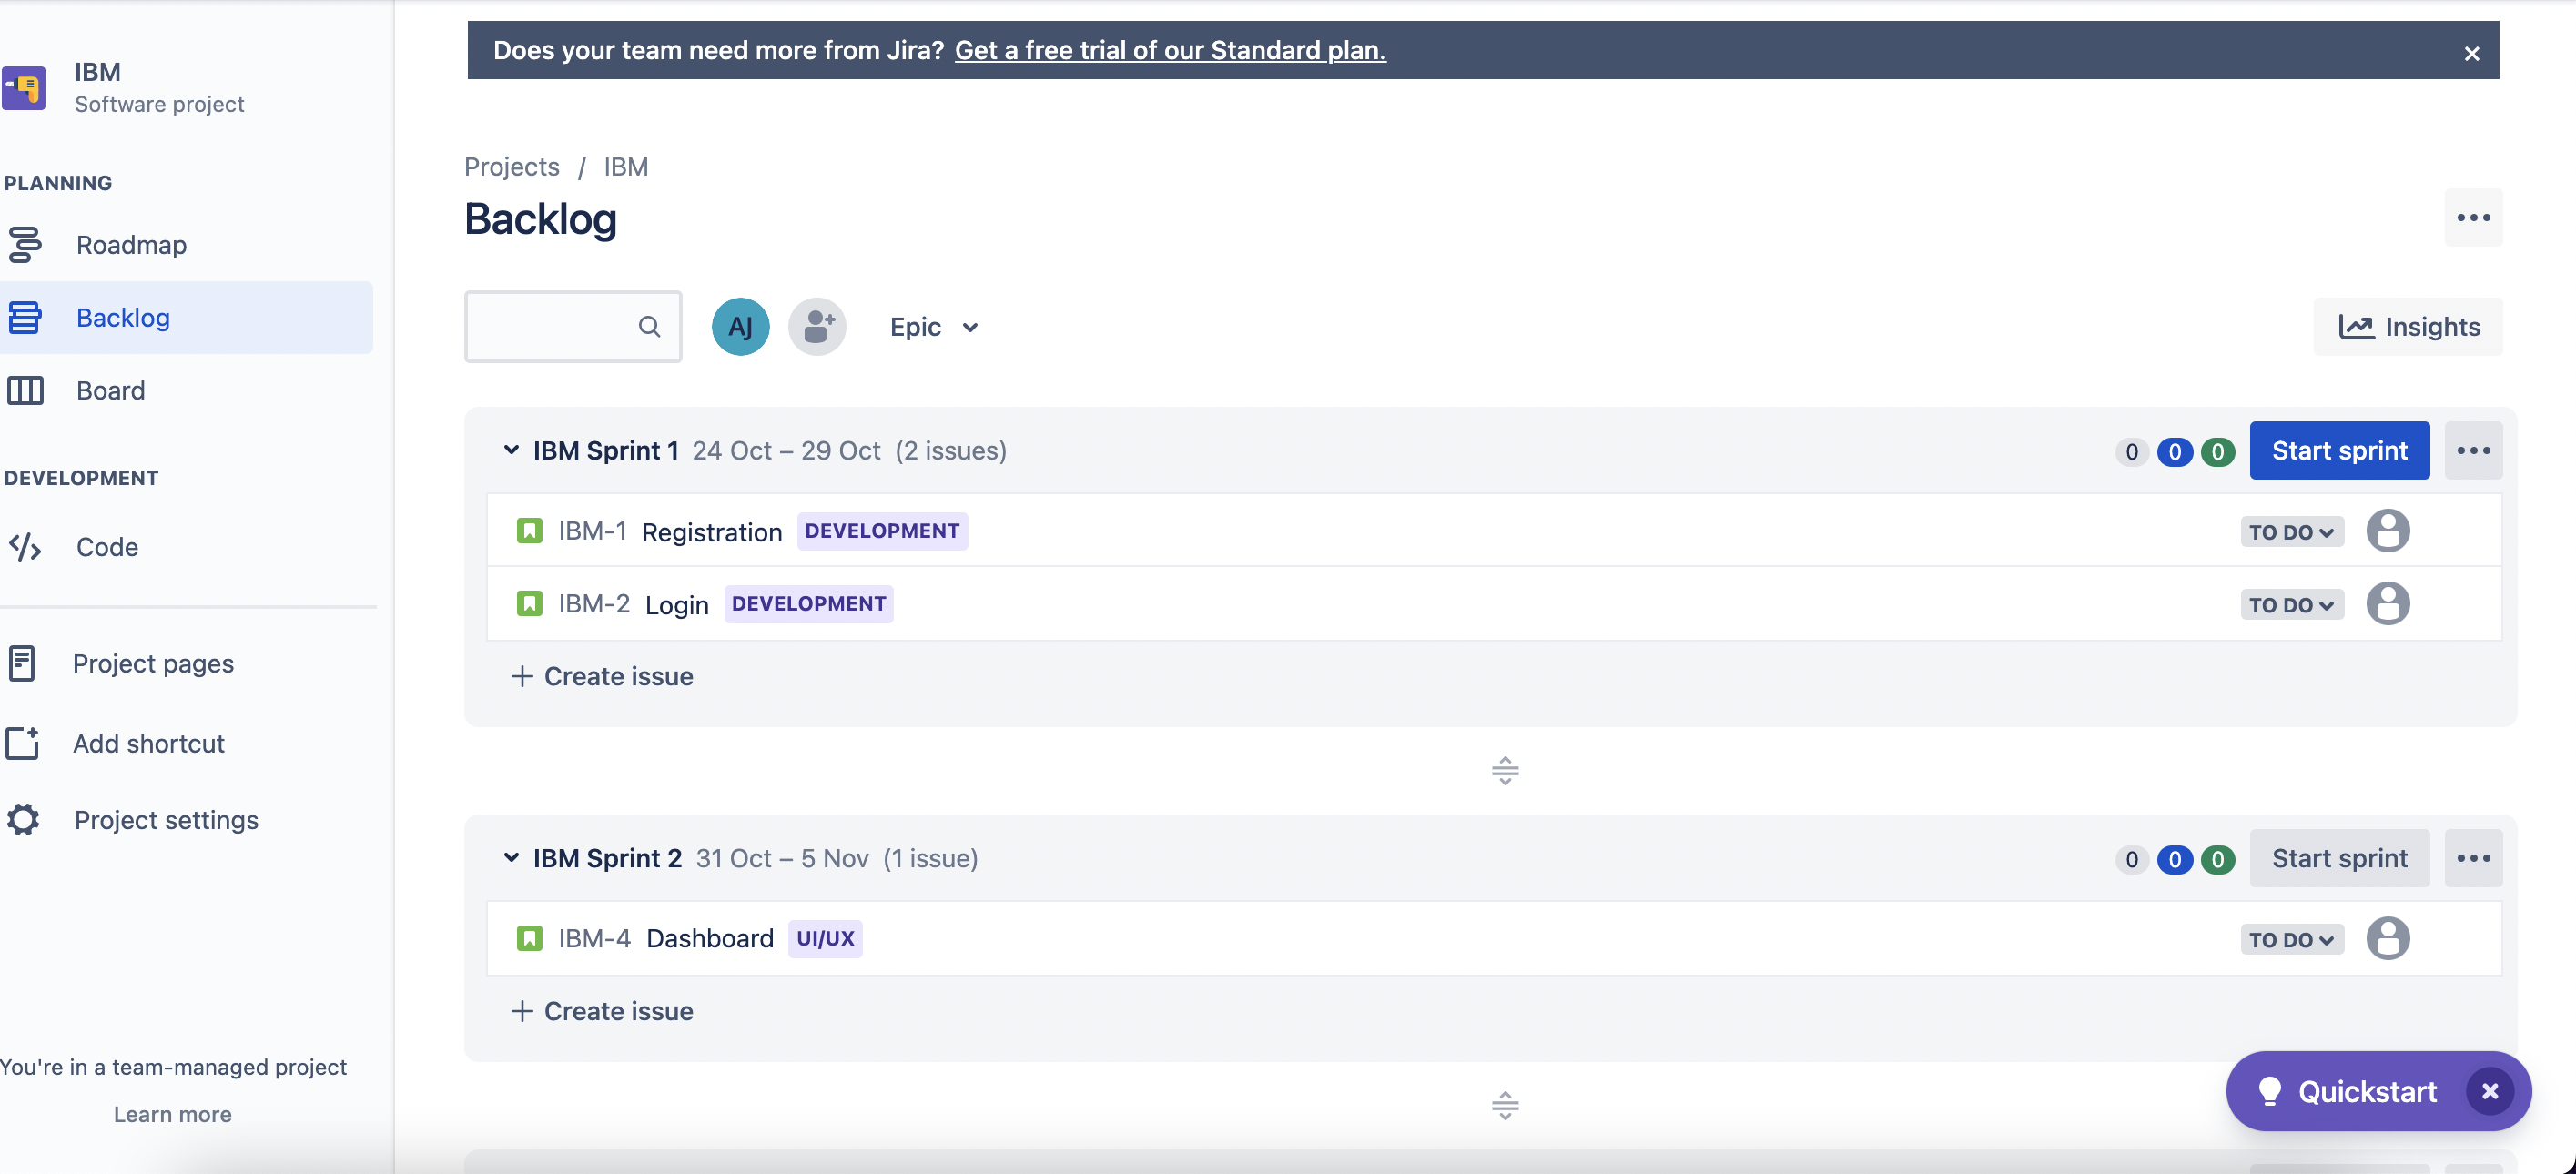 Does your team need more from Jira? Get a free trial of our Standard plan.
IBM
Software project
PLANNING
Roadmap
Backlog
Board
DEVELOPMENT
Code
Project pages
Add shortcut
Project settings
You're in a team-managed project
Learn more
Projects / IBM
Backlog
AJ
Epic
Insights
IBM Sprint 1 24 Oct – 29 Oct (2 issues)
0 0 0 Start sprint
IBM-1 Registration DEVELOPMENT TO DO
IBM-2 Login DEVELOPMENT TO DO
+ Create issue
IBM Sprint 2 31 Oct – 5 Nov (1 issue)
0 0 0 Start sprint
IBM-4 Dashboard UI/UX TO DO
+ Create issue
Quickstart